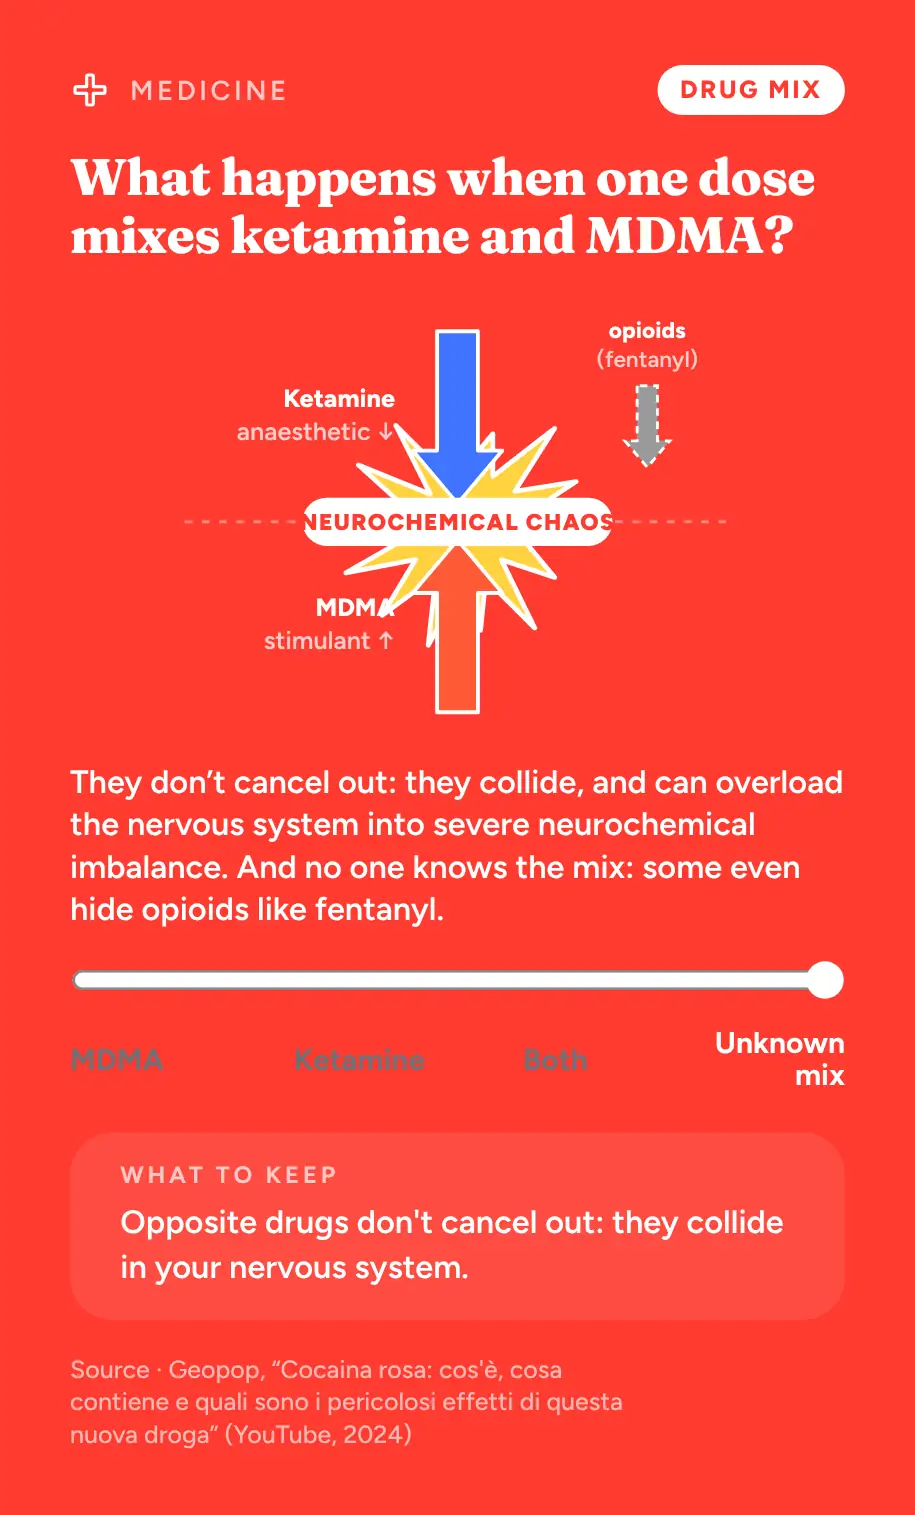 MEDICINE
DRUG MIX
What happens when one dose
mixes ketamine and MDMA?
opioids
(fentanyl)
Ketamine
anaesthetic ↓
NEUROCHEMICAL CHAOS
MDMA
stimulant ↑
They don’t cancel out: they collide, and can overload
the nervous system into severe neurochemical
imbalance. And no one knows the mix: some even
hide opioids like fentanyl.
MDMA
Ketamine
Both
Unknown
mix
WHAT TO KEEP
Opposite drugs don't cancel out: they collide
in your nervous system.
Source · Geopop, “Cocaina rosa: cos'è, cosa
contiene e quali sono i pericolosi effetti di questa
nuova droga” (YouTube, 2024)